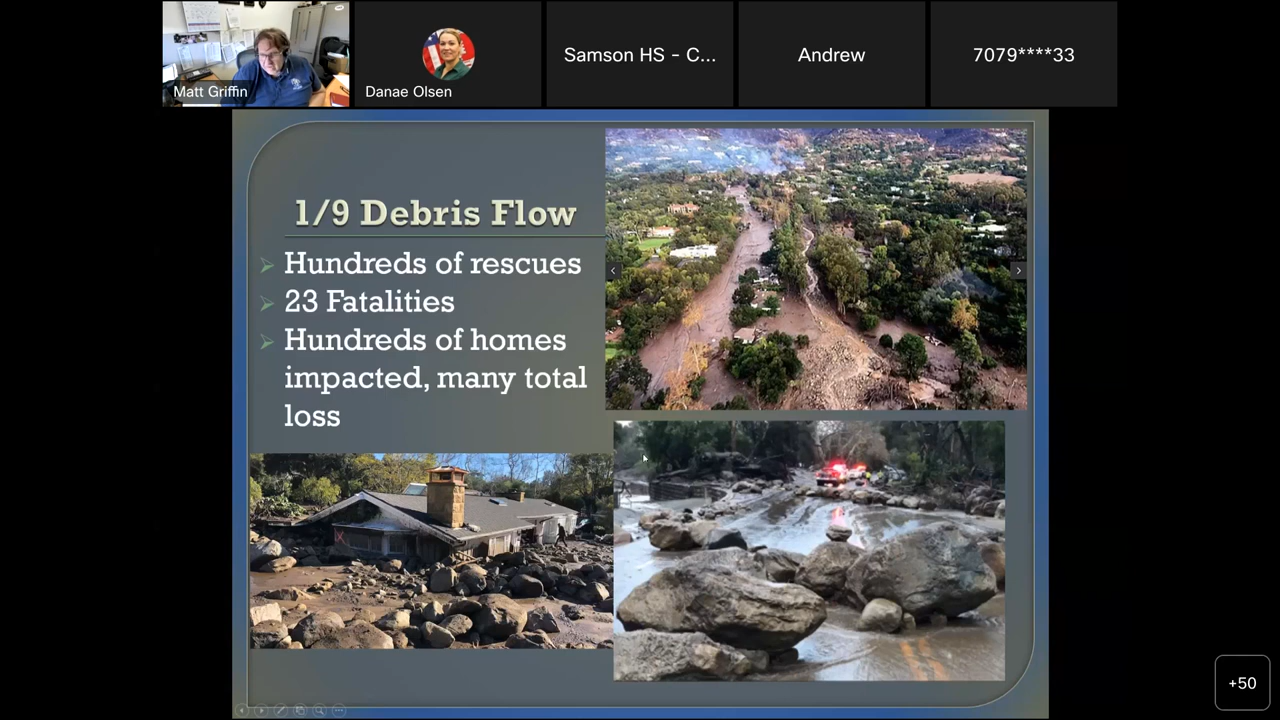 Matt Griffin
Danae Olsen
Samson HS - C...
Andrew
7079****33
1/9 Debris Flow
Hundreds of rescues
23 Fatalities
Hundreds of homes
impacted, many total
loss
+50